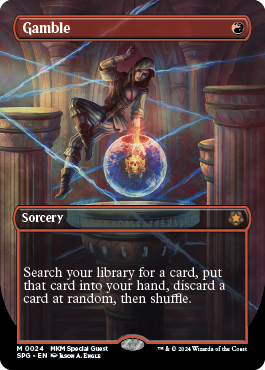 Gamble
Sorcery
Search your library for a card, put
that card into your hand, discard a
card at random, then shuffle.
M 0024 MKM Special Guest
SPG • EN Jason A. Engle
™ & © 2024 Wizards of the Coast